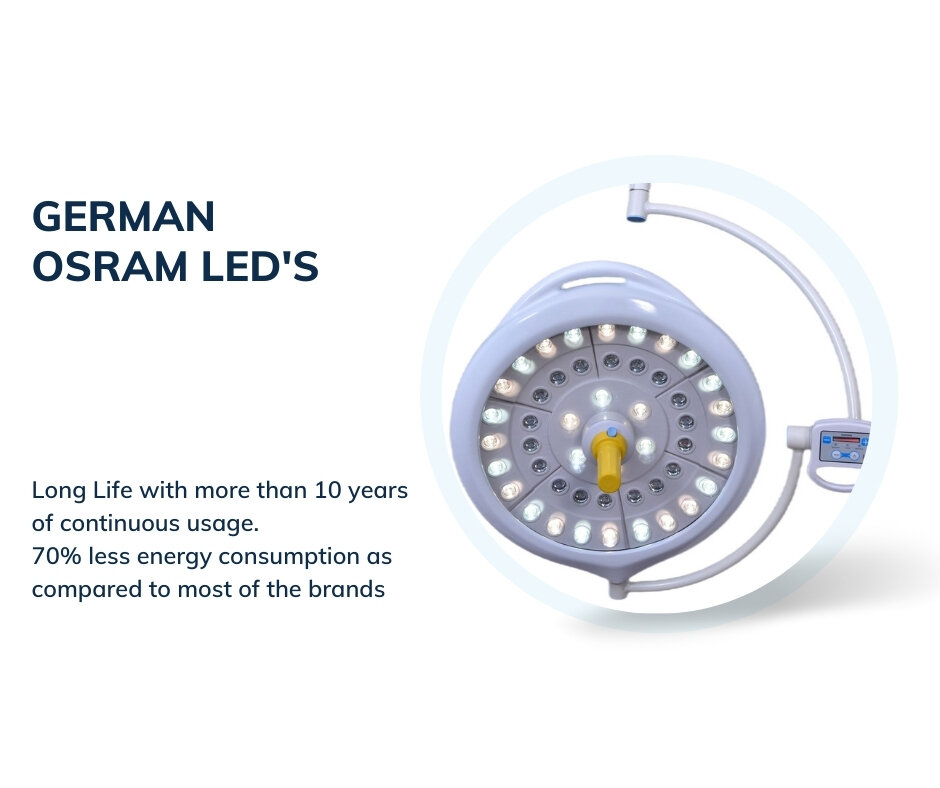 GERMAN
OSRAM LED'S
Long Life with more than 10 years
of continuous usage.
70% less energy consumption as
compared to most of the brands